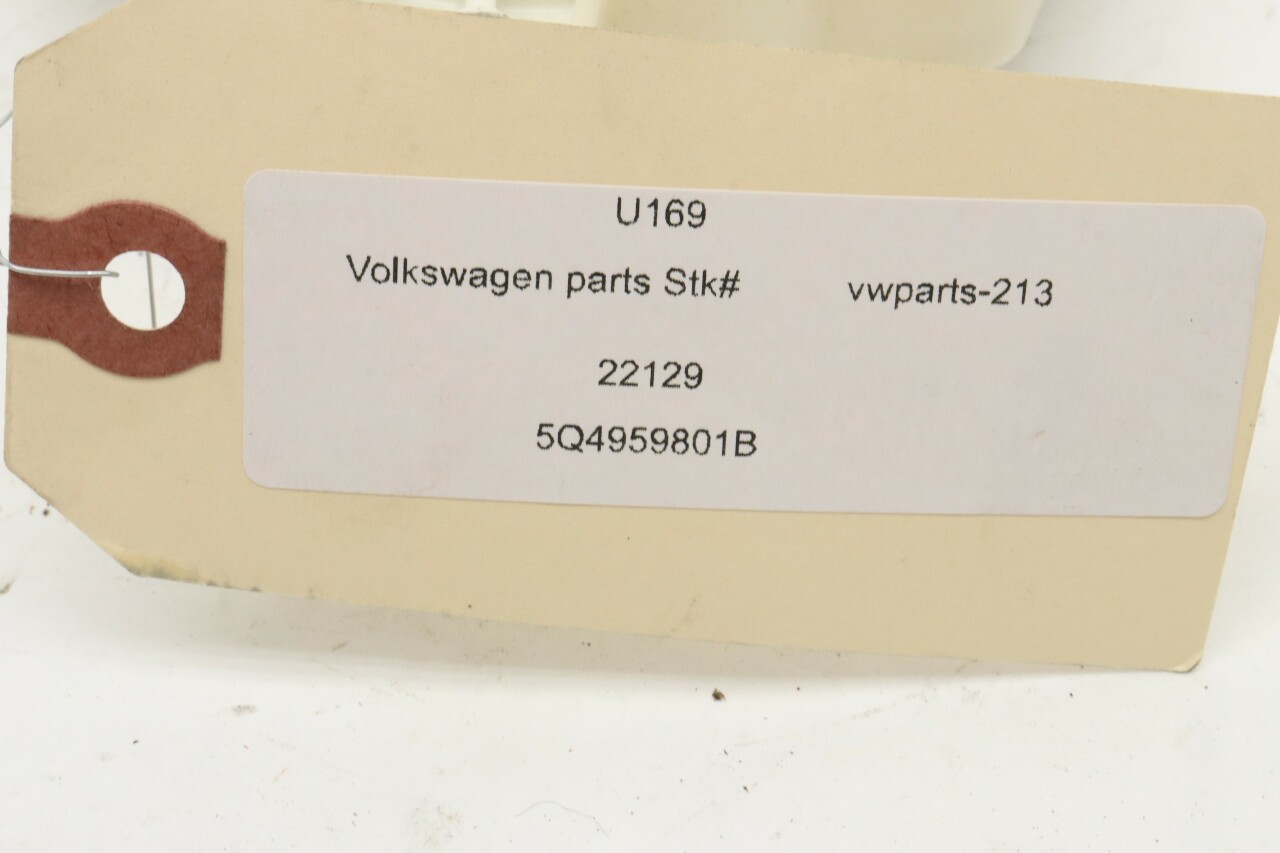 U169
Volkswagen parts Stk# vwparts-213
22129
5Q4959801B